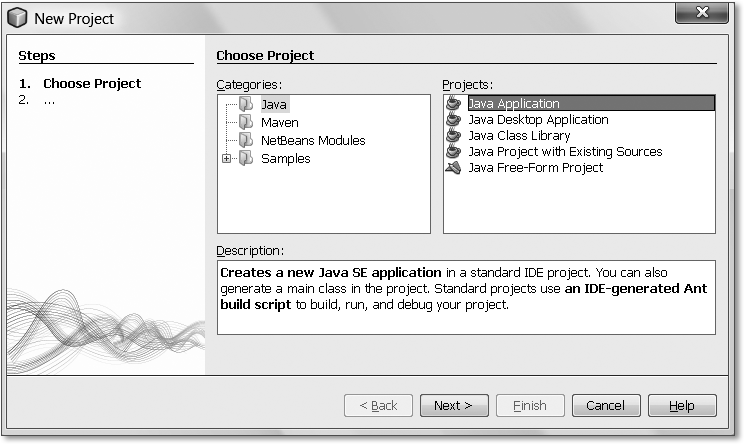 New Project
Steps
1. Choose Project
2. ...
Choose Project
Categories:
Java
Maven
NetBeans Modules
Samples
Projects:
Java Application
Java Desktop Application
Java Class Library
Java Project with Existing Sources
Java Free-Form Project
Description:
Creates a new Java SE application in a standard IDE project. You can also
generate a main class in the project. Standard projects use an IDE-generated Ant
build script to build, run, and debug your project.
< Back
Next >
Finish
Cancel
Help